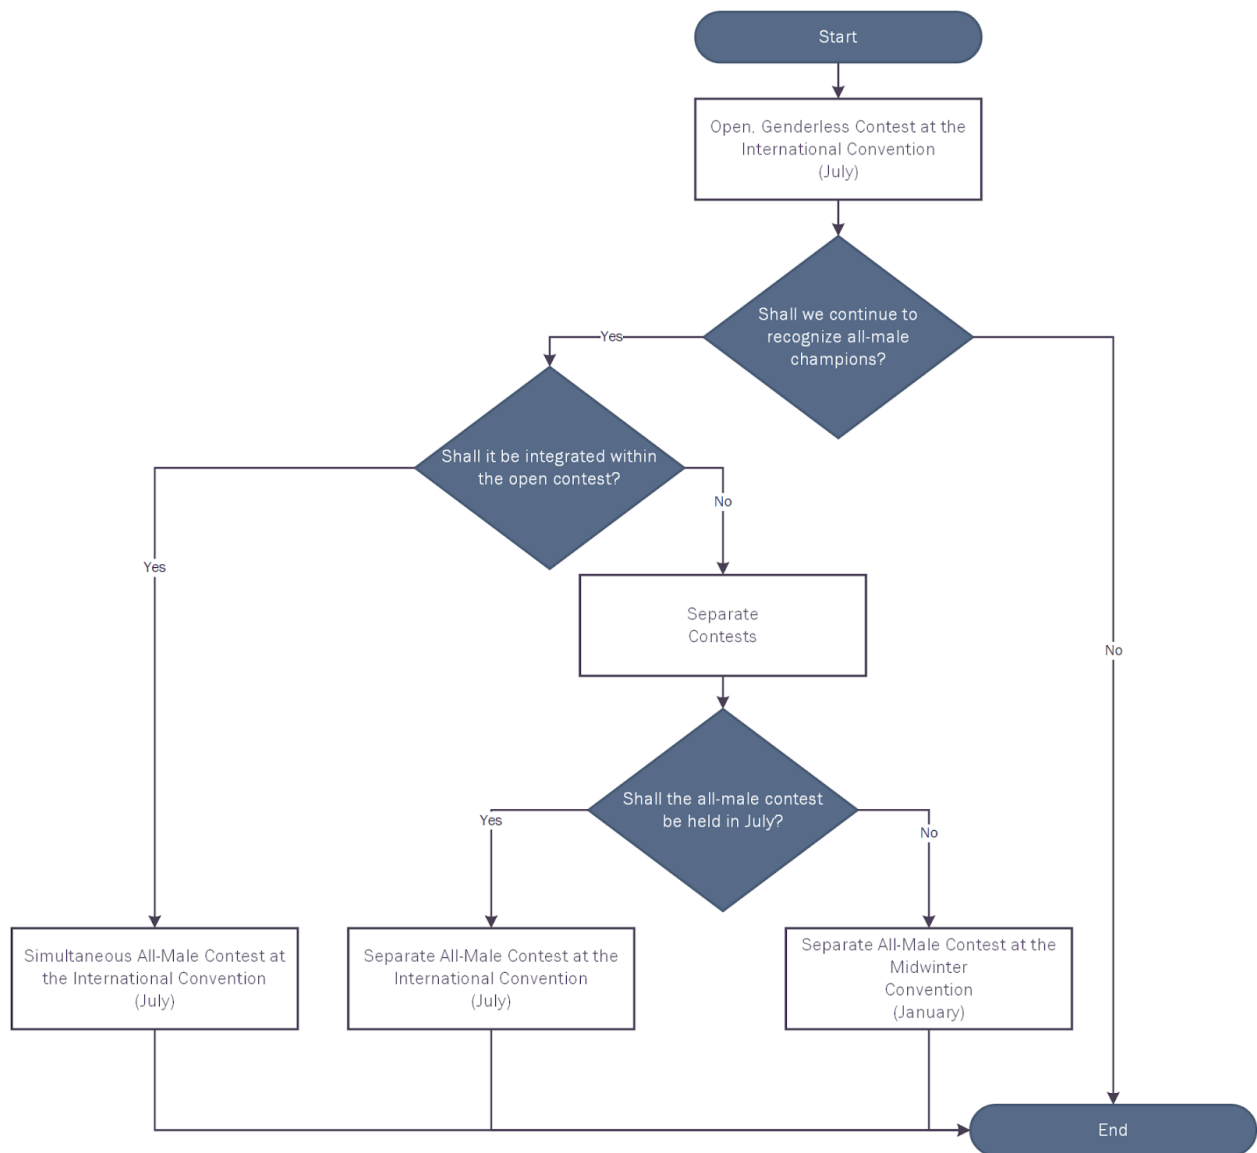 Start
Open, Genderless Contest at the
International Convention
(July)
Shall we continue to
recognize all-male
champions?
Yes
Shall it be integrated within
the open contest?
No
Yes
Separate
Contests
No
Shall the all-male contest
be held in July?
Yes
No
Simultaneous All-Male Contest at
the International Convention
(July)
Separate All-Male Contest at the
International Convention
(July)
Separate All-Male Contest at the
Midwinter
Convention
(January)
End